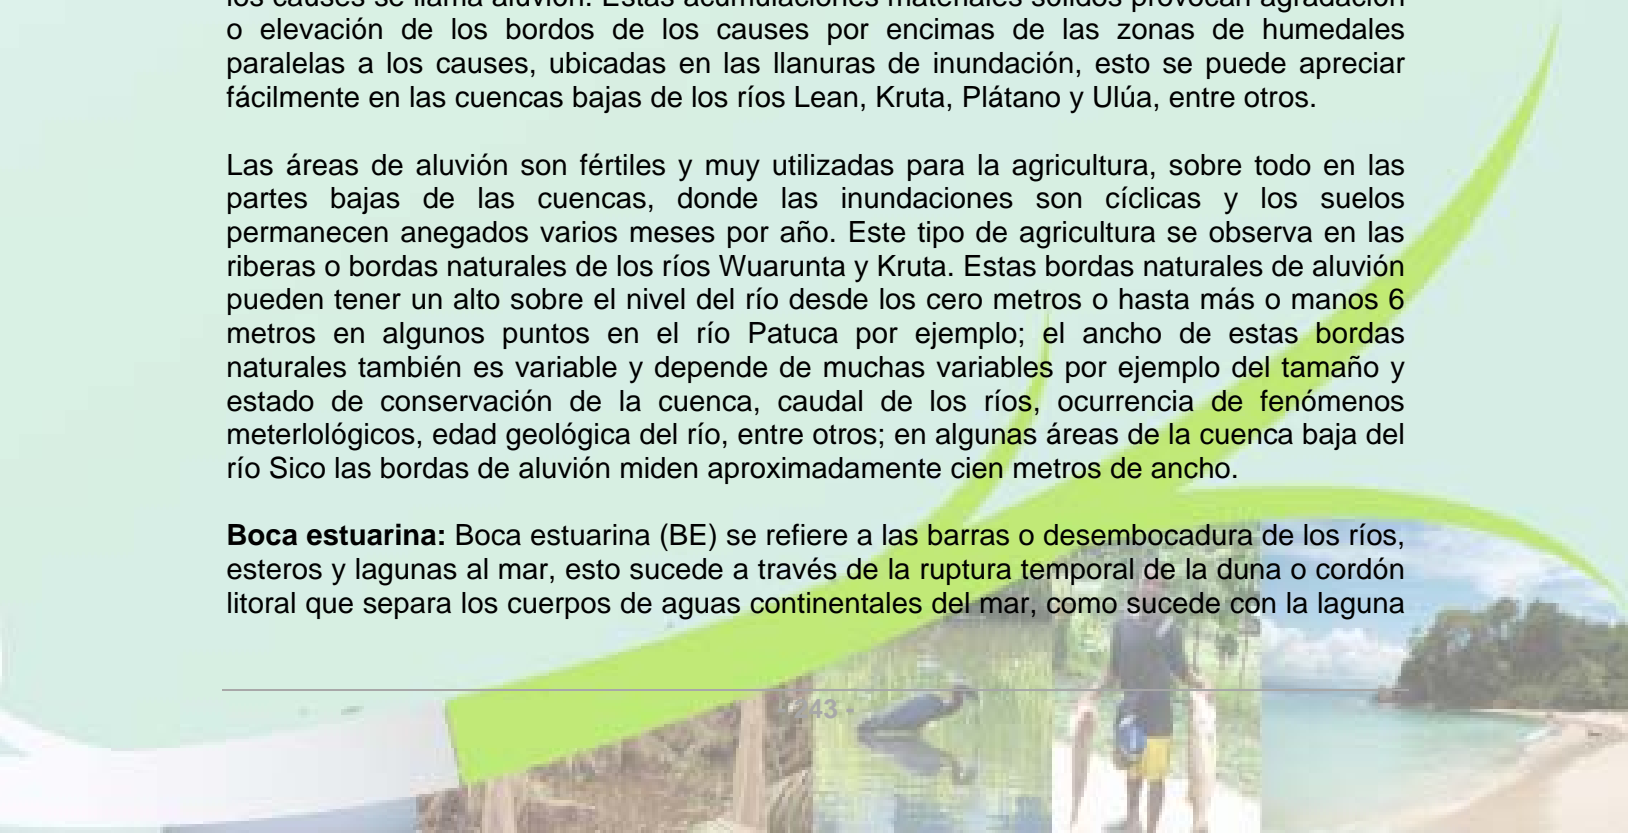 los causes se llama aluvión. Estas acumulaciones materiales sólidos provocan agradación
o elevación de los bordos de los causes por encimas de las zonas de humedales
paralelas a los causes, ubicadas en las llanuras de inundación, esto se puede apreciar
fácilmente en las cuencas bajas de los ríos Lean, Kruta, Plátano y Ulúa, entre otros.
Las áreas de aluvión son fértiles y muy utilizadas para la agricultura, sobre todo en las
partes bajas de las cuencas, donde las inundaciones son cíclicas y los suelos
permanecen anegados varios meses por año. Este tipo de agricultura se observa en las
riberas o bordas naturales de los ríos Wuarunta y Kruta. Estas bordas naturales de aluvión
pueden tener un alto sobre el nivel del río desde los cero metros o hasta más o manos 6
metros en algunos puntos en el río Patuca por ejemplo; el ancho de estas bordas
naturales también es variable y depende de muchas variables por ejemplo del tamaño y
estado de conservación de la cuenca, caudal de los ríos, ocurrencia de fenómenos
meterlológicos, edad geológica del río, entre otros; en algunas áreas de la cuenca baja del
río Sico las bordas de aluvión miden aproximadamente cien metros de ancho.
Boca estuarina: Boca estuarina (BE) se refiere a las barras o desembocadura de los ríos,
esteros y lagunas al mar, esto sucede a través de la ruptura temporal de la duna o cordón
litoral que separa los cuerpos de aguas continentales del mar, como sucede con la laguna